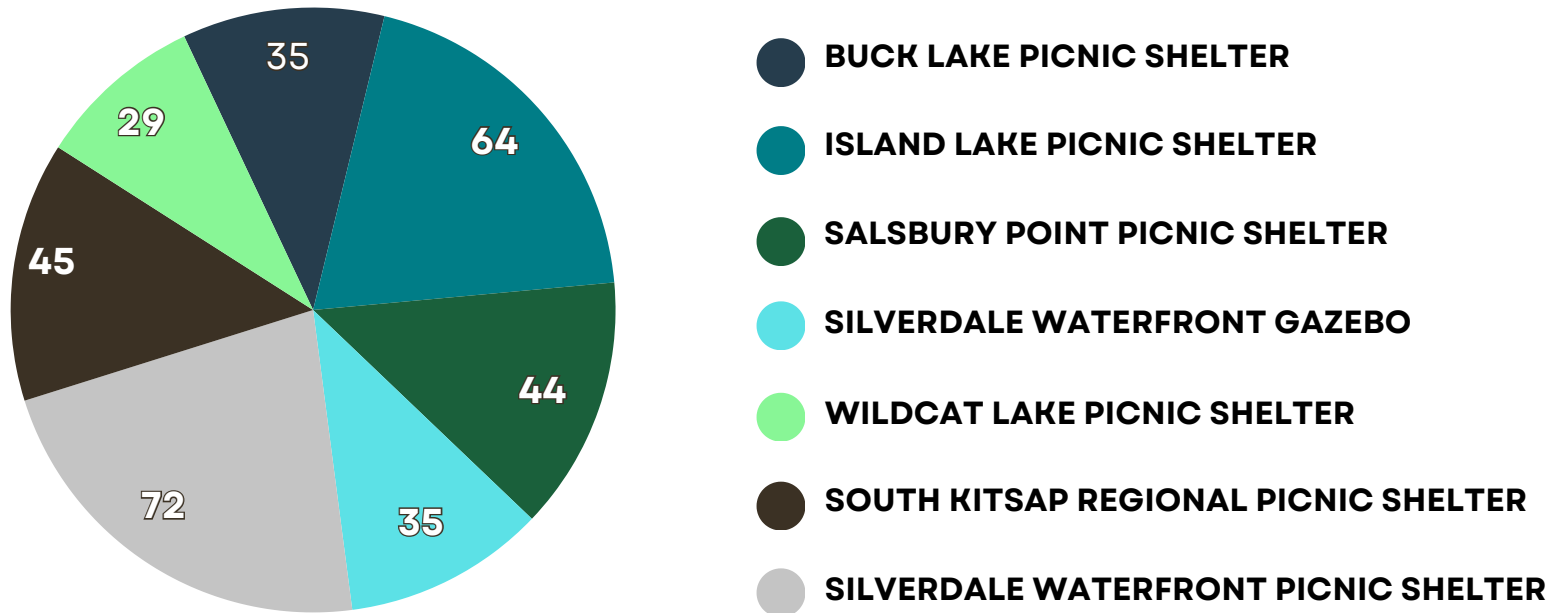 35
64
29
45
44
72
35
BUCK LAKE PICNIC SHELTER
ISLAND LAKE PICNIC SHELTER
SALSBURY POINT PICNIC SHELTER
SILVERDALE WATERFRONT GAZEBO
WILDCAT LAKE PICNIC SHELTER
SOUTH KITSAP REGIONAL PICNIC SHELTER
SILVERDALE WATERFRONT PICNIC SHELTER